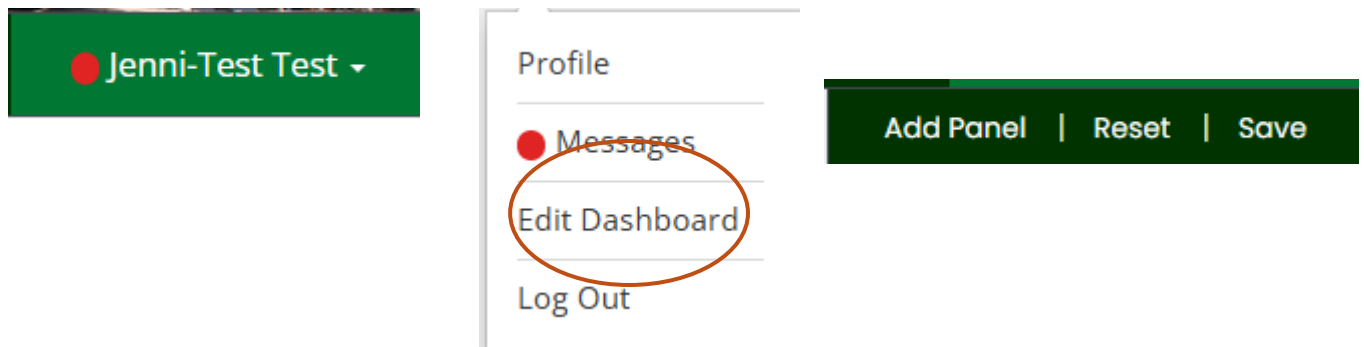 Jenni-Test Test
Profile
Messages
Edit Dashboard
Log Out
Add Panel | Reset | Save